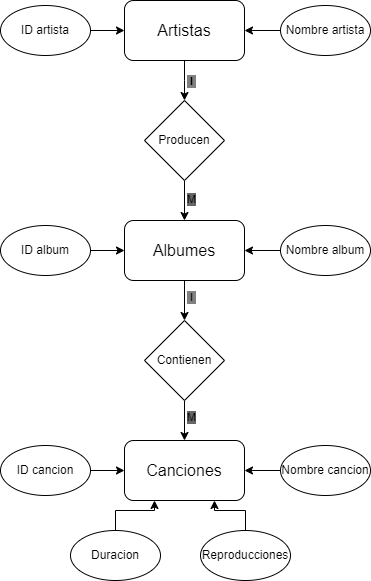 ID artista
Artistas
Nombre artista
I
Producen
M
ID album
Albumes
Nombre album
I
Contienen
M
ID cancion
Canciones
Nombre cancion
Duracion
Reproducciones